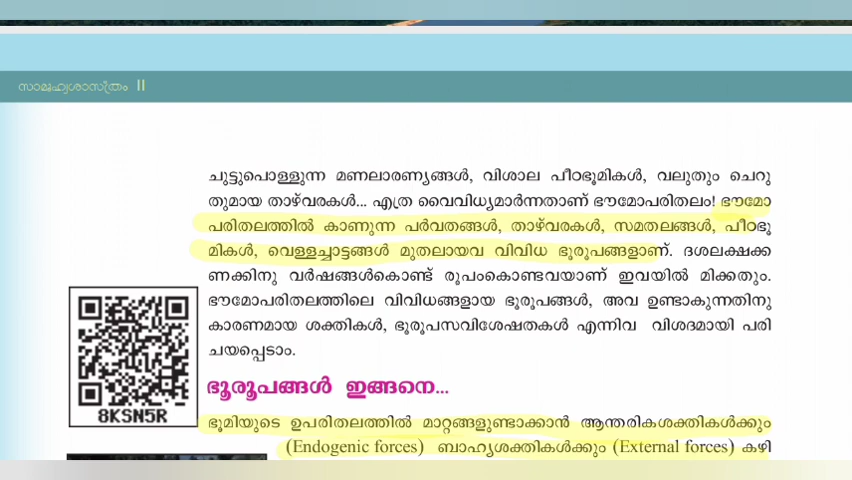 സാമൂഹ്യശാസ്ത്രം II
ചുട്ടുപൊള്ളുന്ന മണലാരണ്യങ്ങൾ, വിശാല പീഠഭൂമികൾ, വലുതും ചെറു
തുമായ താഴ്‌വരകൾ... എത്ര വൈവിധ്യമാർന്നതാണ് ഭൗമോപരിതലം! ഭൗമോ
പരിതലത്തിൽ കാണുന്ന പർവതങ്ങൾ, താഴ്‌വരകൾ, സമതലങ്ങൾ, പീഠഭൂ
മികൾ, വെള്ളച്ചാട്ടങ്ങൾ മുതലായവ വിവിധ ഭൂരൂപങ്ങളാണ്. ദശലക്ഷക്ക
ണക്കിനു വർഷങ്ങൾകൊണ്ട് രൂപംകൊണ്ടവയാണ് ഇവയിൽ മിക്കതും.
ഭൗമോപരിതലത്തിലെ വിവിധങ്ങളായ ഭൂരൂപങ്ങൾ, അവ ഉണ്ടാകുന്നതിനു
കാരണമായ ശക്തികൾ, ഭൂരൂപസവിശേഷതകൾ എന്നിവ വിശദമായി പരി
ചയപ്പെടാം.
8KSN5R
ഭൂരൂപങ്ങൾ ഇങ്ങനെ...
ഭൂമിയുടെ ഉപരിതലത്തിൽ മാറ്റങ്ങളുണ്ടാക്കാൻ ആന്തരികശക്തികൾക്കും
(Endogenic forces) ബാഹ്യശക്തികൾക്കും (External forces) കഴി